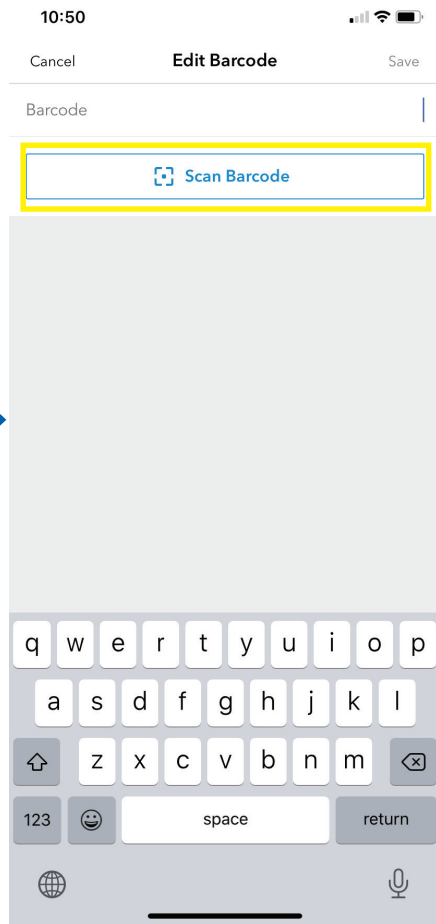 10:50
Cancel Edit Barcode Save
Barcode
Scan Barcode
q w e r t y u i o p
a s d f g h j k l
z x c v b n m
123 space return